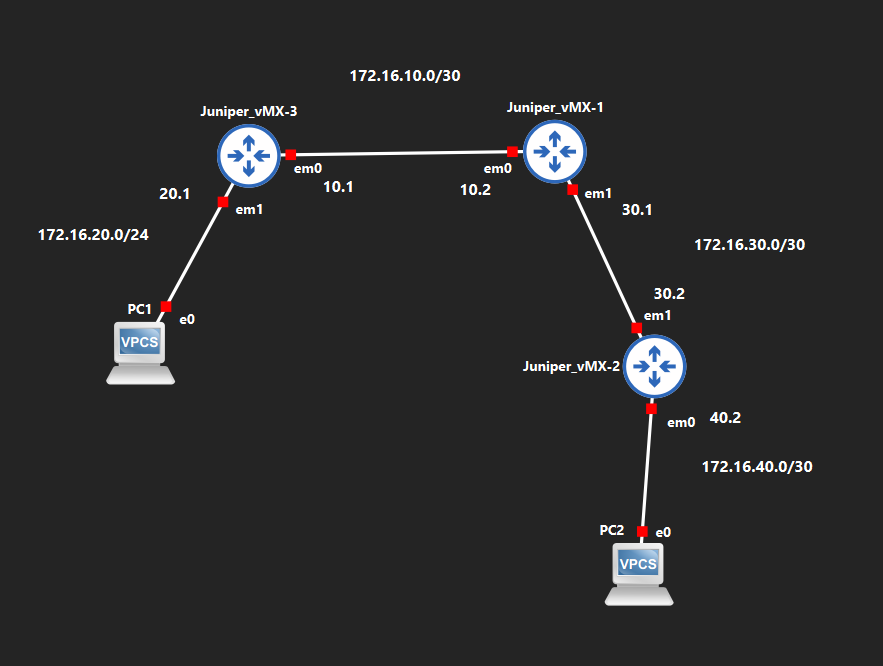 172.16.10.0/30
Juniper_vMX-3
Juniper_vMX-1
em0
em0
10.1
10.2
20.1
em1
em1
30.1
172.16.20.0/24
172.16.30.0/30
30.2
PC1
e0
em1
VPCS
Juniper_vMX-2
em0
40.2
172.16.40.0/30
PC2
e0
VPCS